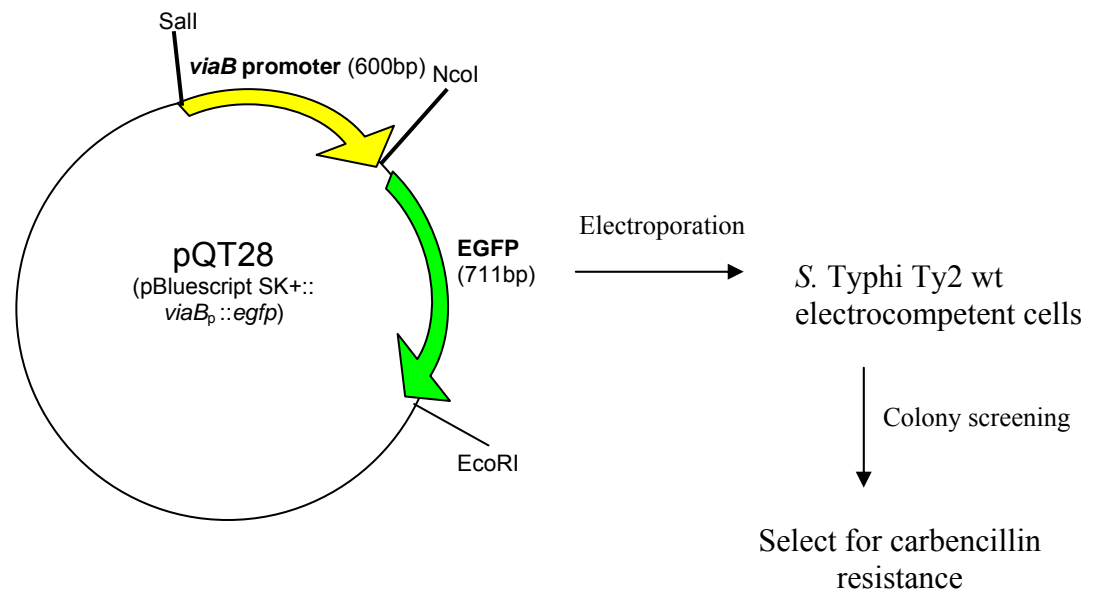 SalI
viaB promoter (600bp)
NcoI
pQT28
(pBluescript SK+::
viaBp ::egfp)
EGFP
(711bp)
EcoRI
Electroporation
S. Typhi Ty2 wt
electrocompetent cells
Colony screening
Select for carbencillin
resistance